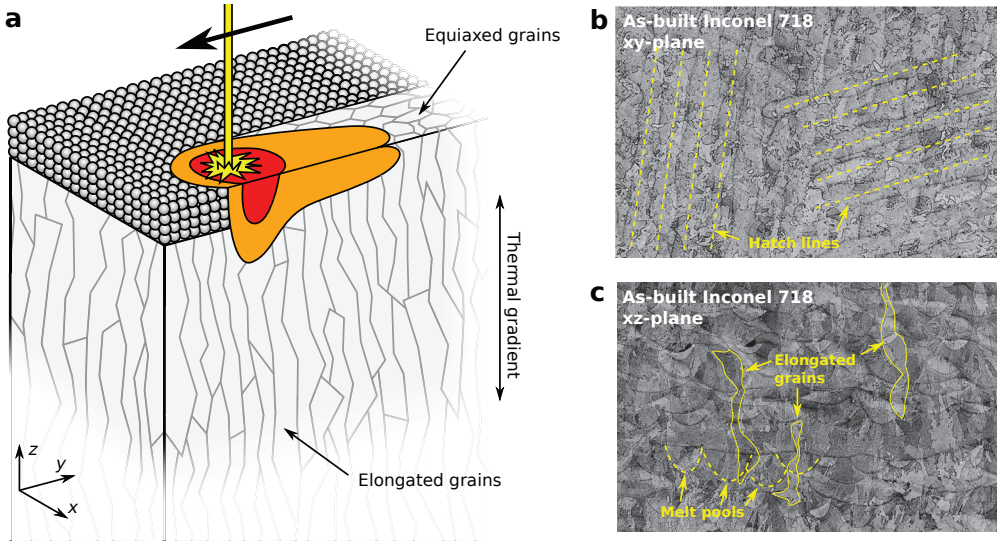 a
Equiaxed grains
Thermal gradient
Elongated grains
z
y
x
b
As-built Inconel 718
xy-plane
Hatch lines
c
As-built Inconel 718
xz-plane
Elongated
grains
Melt pools